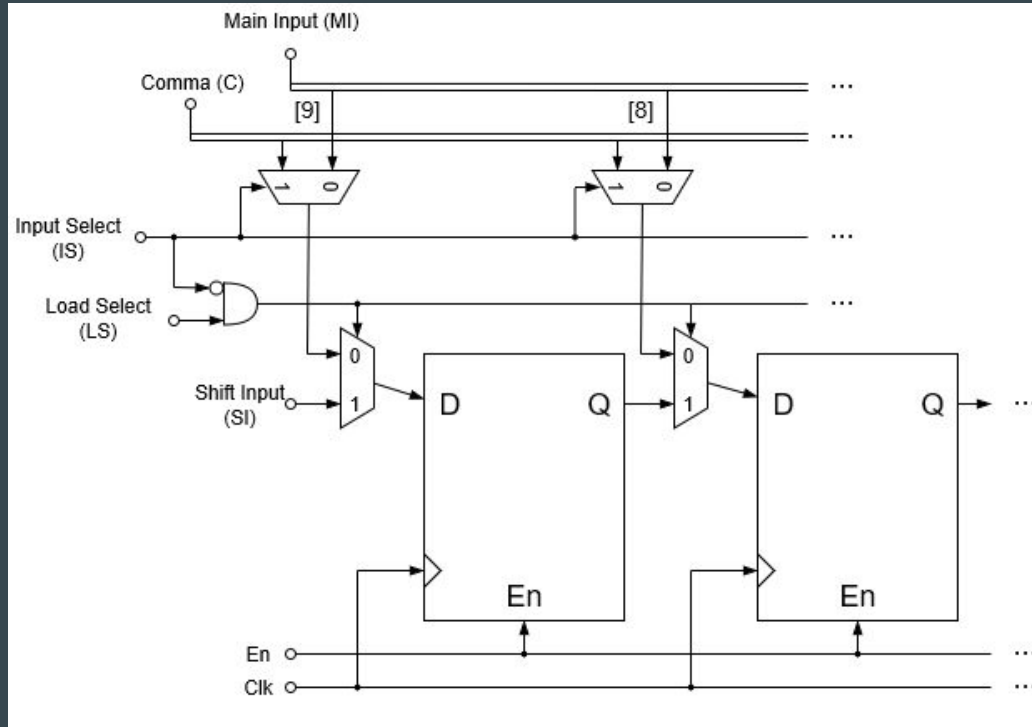 Main Input (MI)
Comma (C)
...
[9]
[8]
...
1 0
1 0
Input Select
(IS)
...
Load Select
(LS)
...
0
0
Shift Input
(SI)
1
D
Q
1
D
Q
...
En
En
En
...
Clk
...